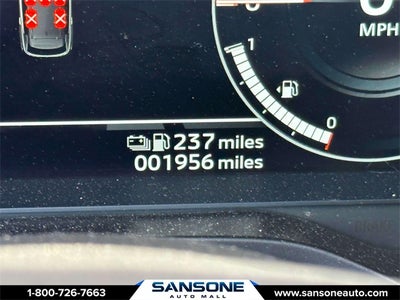 MPH
1
0
237 miles
001956 miles
1-800-726-7663
SANSONE
AUTO MALL
www.sansoneauto.com